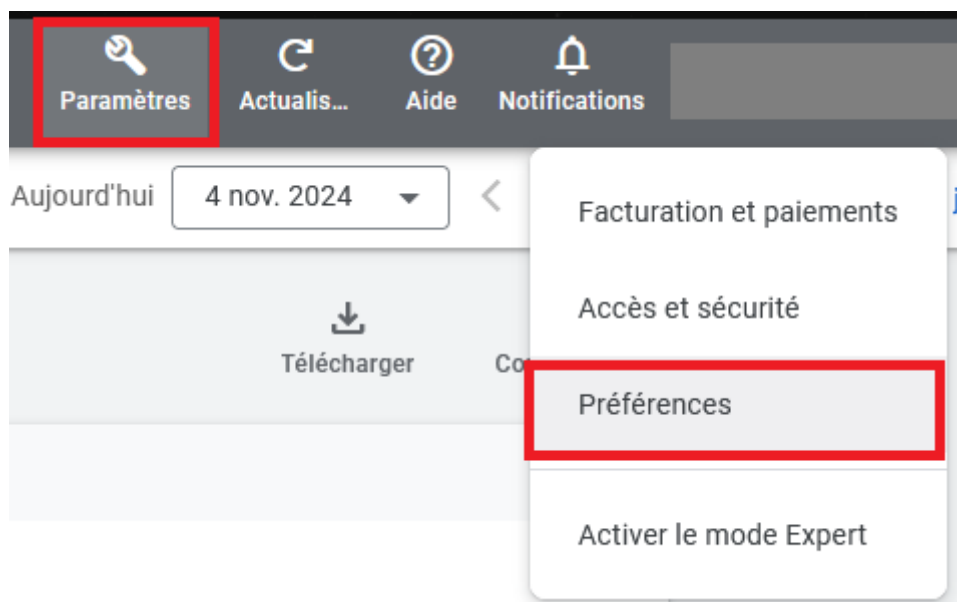 Paramètres
Actualis...
Aide
Notifications
Aujourd'hui
4 nov. 2024
Facturation et paiements
Accès et sécurité
Télécharger
Préférences
Activer le mode Expert